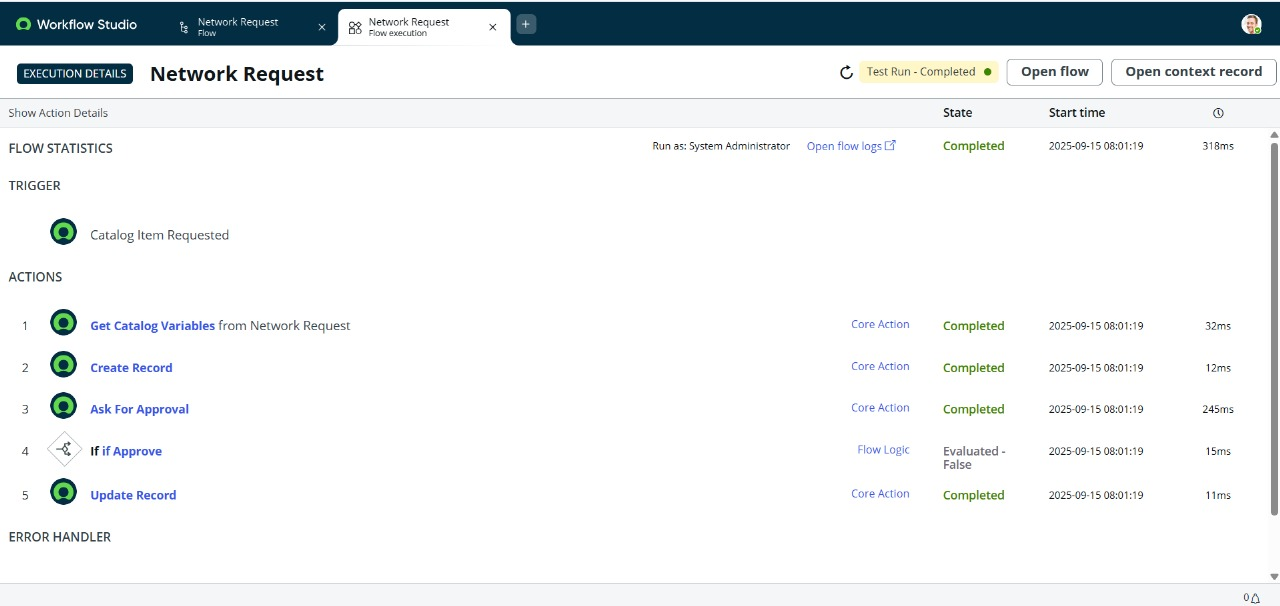 Workflow Studio
Network Request
Flow
Network Request
Flow execution
EXECUTION DETAILS
Network Request
Test Run - Completed
Open flow
Open context record
Show Action Details
State
Start time
FLOW STATISTICS
Run as: System Administrator
Open flow logs
Completed
2025-09-15 08:01:19
318ms
TRIGGER
Catalog Item Requested
ACTIONS
1 Get Catalog Variables from Network Request Core Action Completed 2025-09-15 08:01:19 32ms
2 Create Record Core Action Completed 2025-09-15 08:01:19 12ms
3 Ask For Approval Core Action Completed 2025-09-15 08:01:19 245ms
4 If if Approve Flow Logic Evaluated - False 2025-09-15 08:01:19 15ms
5 Update Record Core Action Completed 2025-09-15 08:01:19 11ms
ERROR HANDLER
0